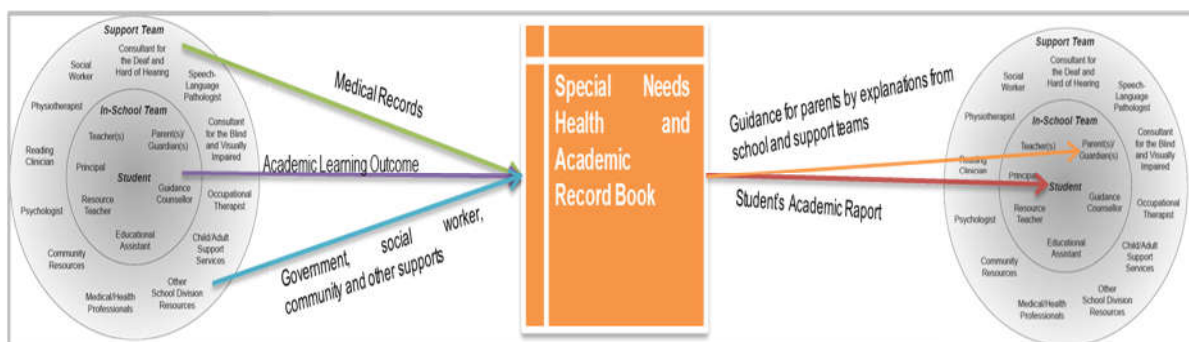 Support Team
Consultant for
the Deaf and
Hard of Hearing
Social
Worker
Speech-
Language
Pathologist
Physiotherapist
In-School Team
Teacher(s)
Parent(s)/
Guardian(s)
Consultant
for the Blind
and Visually
Impaired
Reading
Clinician
Principal
Student
Guidance
Counsellor
Resource
Teacher
Occupational
Therapist
Psychologist
Educational
Assistant
Child/Adult
Support
Services
Community
Resources
Other
School Division
Resources
Medical/Health
Professionals
Medical Records
Academic Learning Outcome
Government, social worker,
community and other supports
Special Needs
Health and
Academic
Record Book
Guidance for parents by explanations from
school and support teams
Student's Academic Raport
Support Team
Consultant for
the Deaf and
Hard of Hearing
Social
Worker
Speech-
Language
Pathologist
Physiotherapist
In-School Team
Teacher(s)
Parent(s)/
Guardian(s)
Consultant
for the Blind
and Visually
Impaired
Reading
Clinician
Principal
Student
Guidance
Counsellor
Resource
Teacher
Occupational
Therapist
Psychologist
Educational
Assistant
Child/Adult
Support
Services
Community
Resources
Other
School Division
Resources
Medical/Health
Professionals